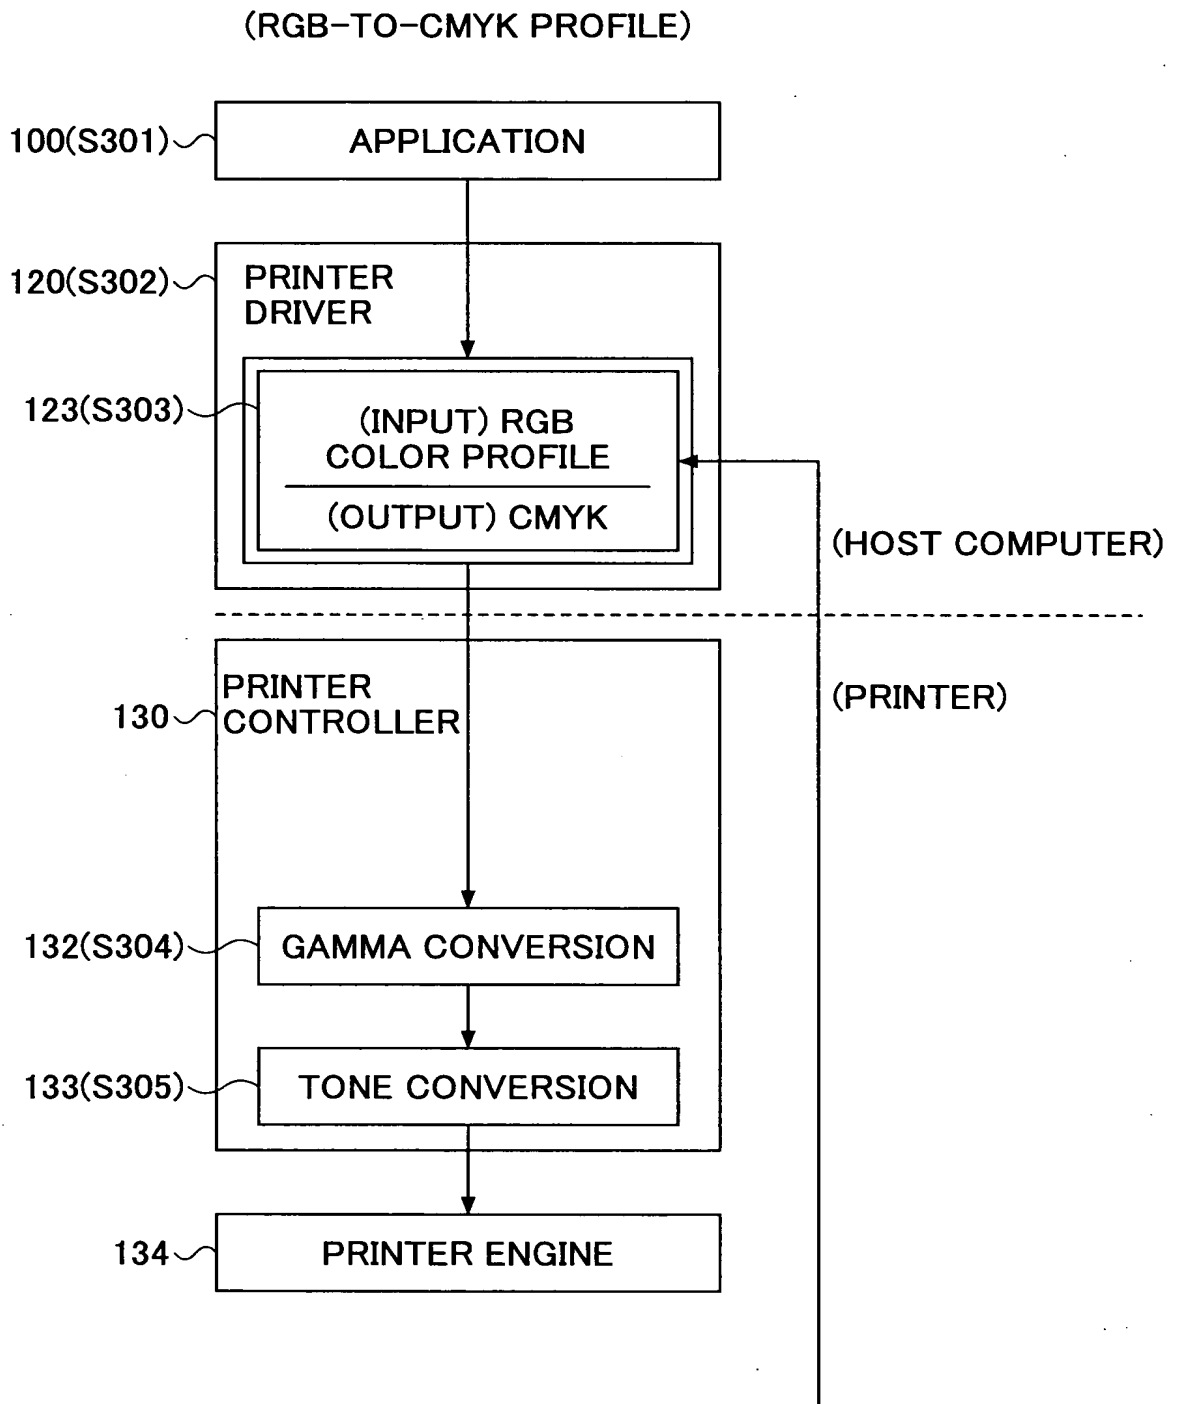 (RGB-TO-CMYK PROFILE)
100(S301)
APPLICATION
120(S302)
PRINTER
DRIVER
123(S303)
(INPUT) RGB
COLOR PROFILE
(OUTPUT) CMYK
(HOST COMPUTER)
(PRINTER)
130
PRINTER
CONTROLLER
132(S304)
GAMMA CONVERSION
133(S305)
TONE CONVERSION
134
PRINTER ENGINE